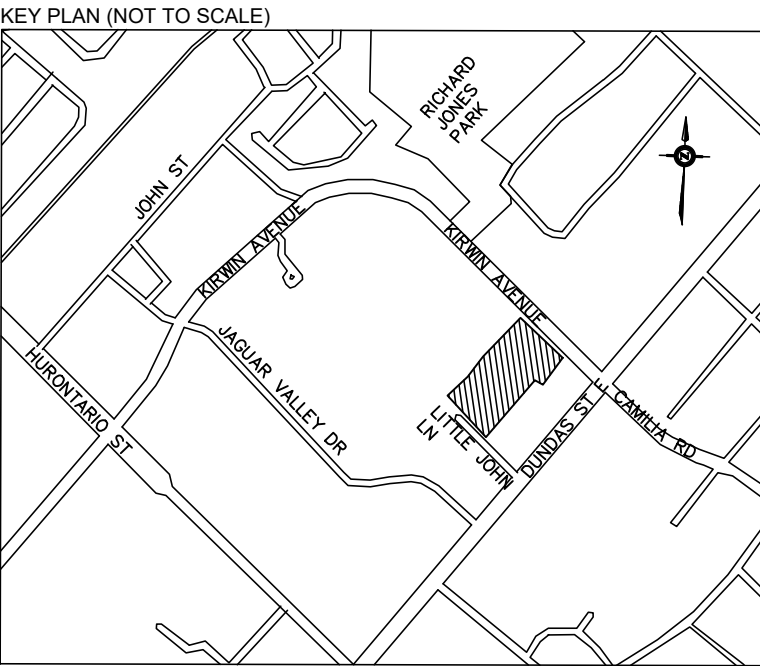 KEY PLAN (NOT TO SCALE)
RICHARD
JONES
PARK
JOHN ST
N
KIRWIN AVENUE
KIRWIN AVENUE
JAGUAR VALLEY DR
HURONTARIO ST
LITTLE JOHN
LN
DUNDAS ST E
CAMILIA RD